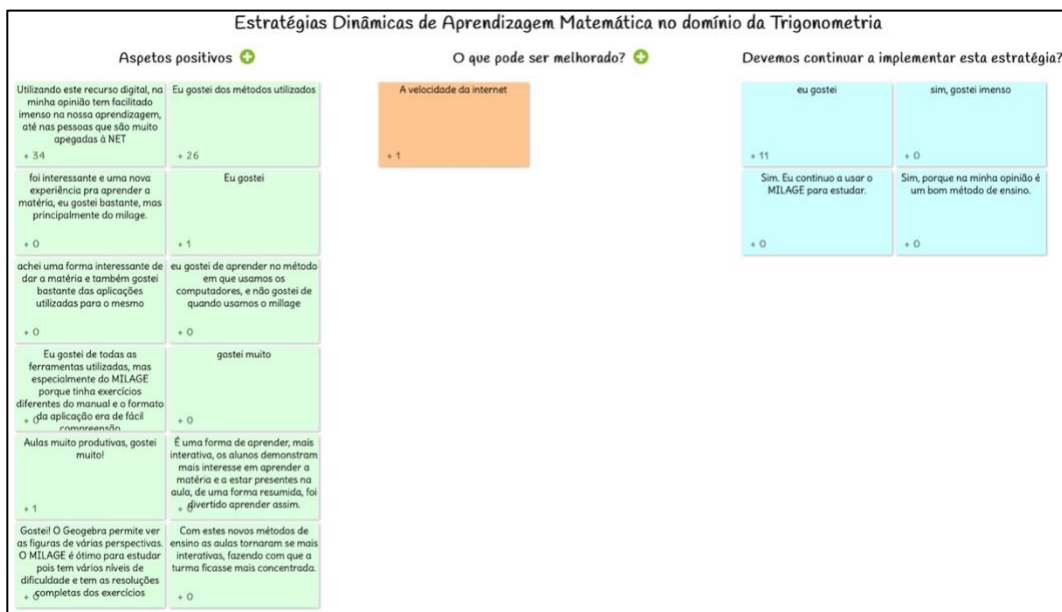 Estratégias Dinâmicas de Aprendizagem Matemática no domínio da Trigonometria
Aspetos positivos
Utilizando este recurso digital, na
minha opinião tem facilitado
imenso na nossa aprendizagem,
até nas pessoas que são muito
apegadas à NET
+ 34
Eu gostei dos métodos utilizados
+ 26
foi interessante e uma nova
experiência pra aprender a
matéria, eu gostei bastante, mas
principalmente do milage.
+ 0
Eu gostei
+ 1
achei uma forma interessante de
dar a matéria e também gostei
bastante das aplicações
utilizadas para o mesmo
+ 0
eu gostei de aprender no método
em que usamos os
computadores, e não gostei de
quando usamos o millage
+ 0
Eu gostei de todas as
ferramentas utilizadas, mas
especialmente do MILAGE
porque tinha exercícios
diferentes do manual e o formato
da aplicação era de fácil
compreensão
+ 0
gostei muito
+ 0
Aulas muito produtivas, gostei
muito!
+ 1
É uma forma de aprender, mais
interativa, os alunos demonstram
mais interesse em aprender a
matéria e a estar presentes na
aula, de uma forma resumida, foi
divertido aprender assim.
+ 0
Gostei! O Geogebra permite ver
as figuras de várias perspectivas.
O MILAGE é ótimo para estudar
pois tem vários níveis de
dificuldade e tem as resoluções
completas dos exercícios
+ 0
Com estes novos métodos de
ensino as aulas tornaram se mais
interativas, fazendo com que a
turma ficasse mais concentrada.
+ 0
O que pode ser melhorado?
A velocidade da internet
+ 1
Devemos continuar a implementar esta estratégia?
eu gostei
+ 11
sim, gostei imenso
+ 0
Sim. Eu continuo a usar o
MILAGE para estudar.
+ 0
Sim, porque na minha opinião é
um bom método de ensino.
+ 0